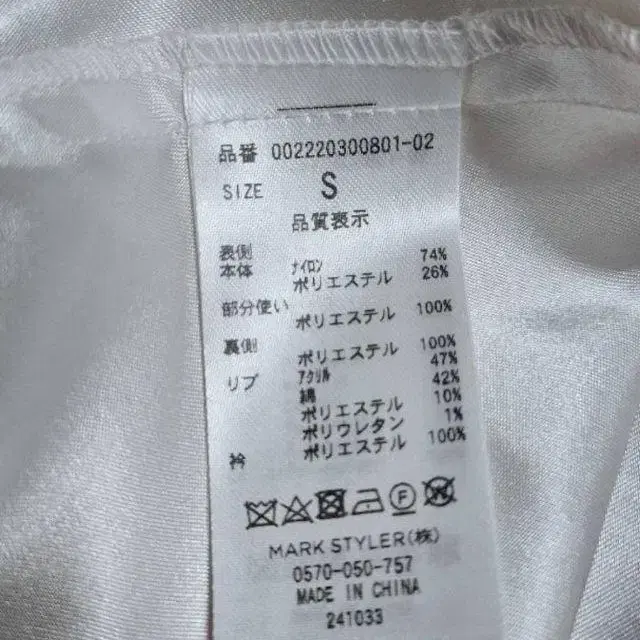 品番 002220300801-02
SIZE S
品質表示
表側
本体 ナイロン 74%
ポリエステル 26%
部分使い
ポリエステル 100%
裏側
ポリエステル 100%
リブ アクリル 47%
綿 42%
ポリエステル 10%
ポリウレタン 1%
衿 ポリエステル 100%
MARK STYLER(株)
0570-050-757
MADE IN CHINA
241033